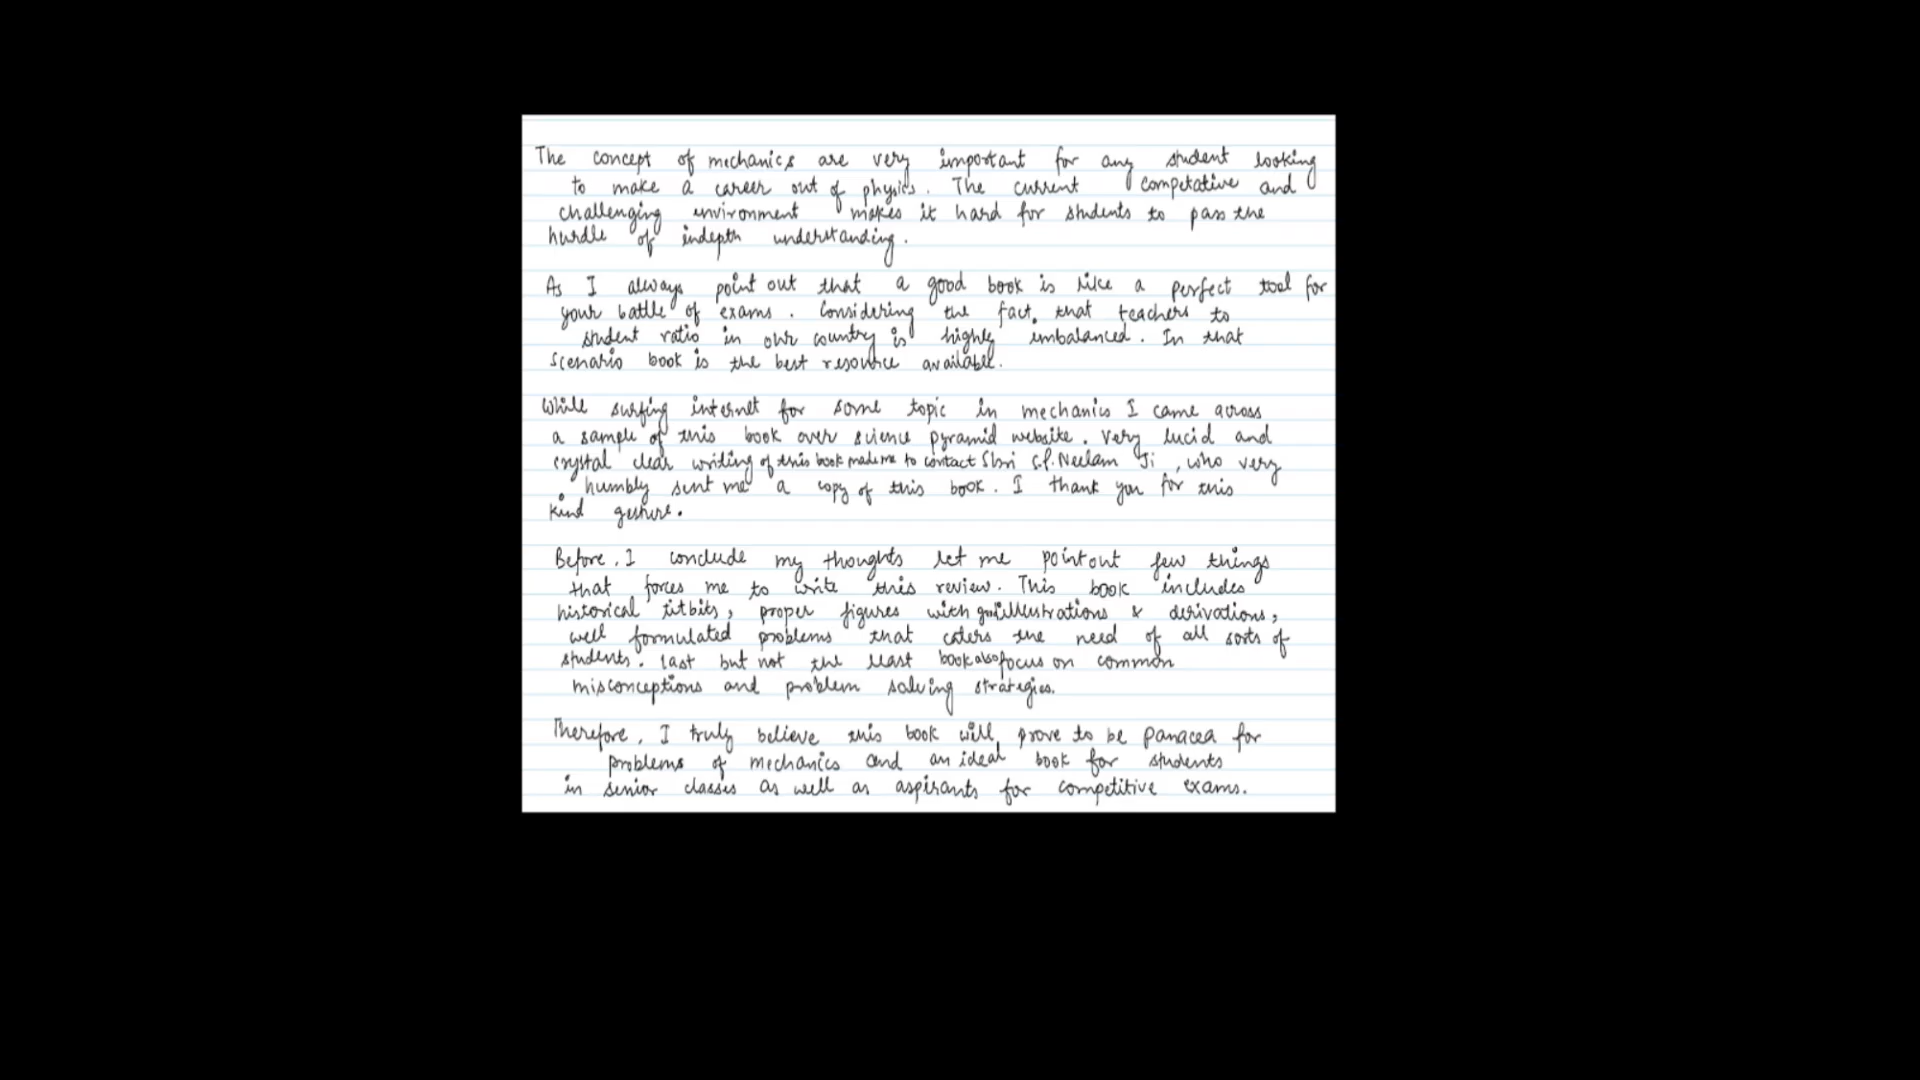 The concept of mechanics are very important for any student looking
to make a career out of physics. The current competative and
challenging environment makes it hard for students to pass the
hurdle of indepth understanding.
As I always point out that a good book is like a perfect tool for
your battle of exams. Considering the fact, that teachers to
student ratio in our country is highly imbalanced. In that
scenario book is the best resource available.
While surfing internet for some topic in mechanics I came across
a sample of this book over science pyramid website. Very lucid and
crystal clear writing of this book made me to contact Shri S.P. Neelam Ji, who very
humbly sent me a copy of this book. I thank you for this
kind gesture.
Before, I conclude my thoughts let me pointout few things
that forces me to write this review. This book includes
historical titbits, proper figures with illustrations & derivations,
well formulated problems that caters the need of all sorts of
students. last but not the least book also focus on common
misconceptions and problem solving strategies.
Therefore, I truly believe this book will prove to be panacea for
problems of mechanics and an ideal book for students
in senior classes as well as aspirants for competitive exams.